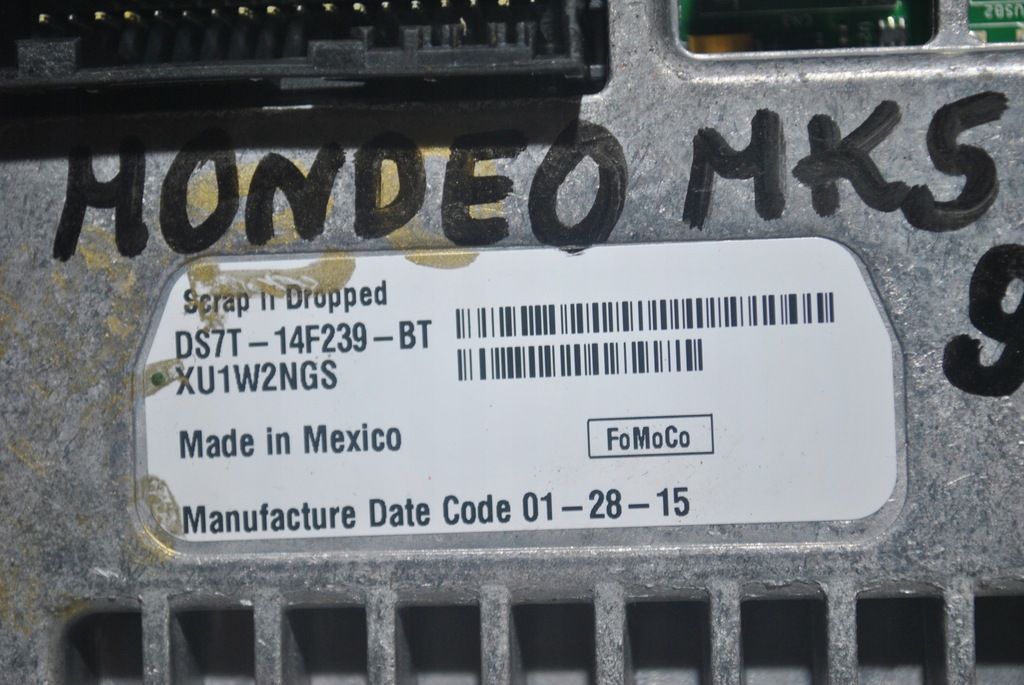 USB2
MONDEO MK5
9
Scrap If Dropped
DS7T-14F239-BT
XU1W2NGS
Made in Mexico
FoMoCo
Manufacture Date Code 01-28-15